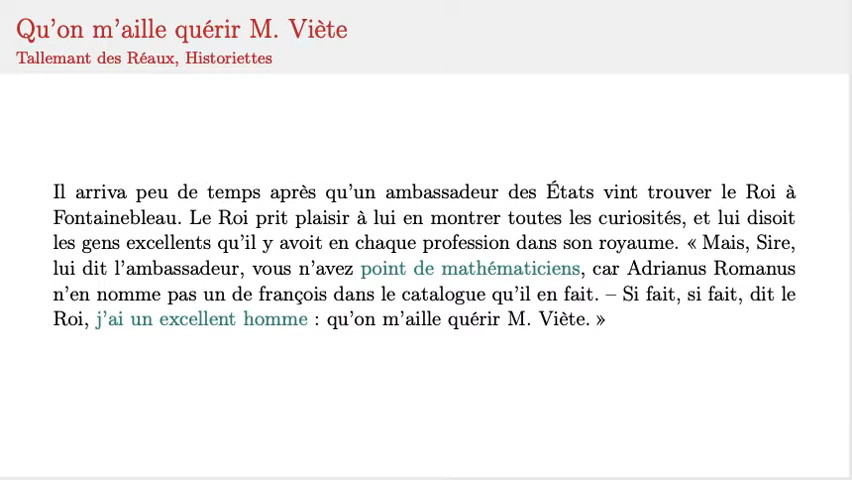 Qu'on m'aille quérir M. Viète
Tallemant des Réaux, Historiettes
Il arriva peu de temps après qu'un ambassadeur des États vint trouver le Roi à
Fontainebleau. Le Roi prit plaisir à lui en montrer toutes les curiosités, et lui disoit
les gens excellents qu'il y avoit en chaque profession dans son royaume. « Mais, Sire,
lui dit l'ambassadeur, vous n'avez point de mathématiciens, car Adrianus Romanus
n'en nomme pas un de françois dans le catalogue qu'il en fait. – Si fait, si fait, dit le
Roi, j'ai un excellent homme : qu'on m'aille quérir M. Viète. »